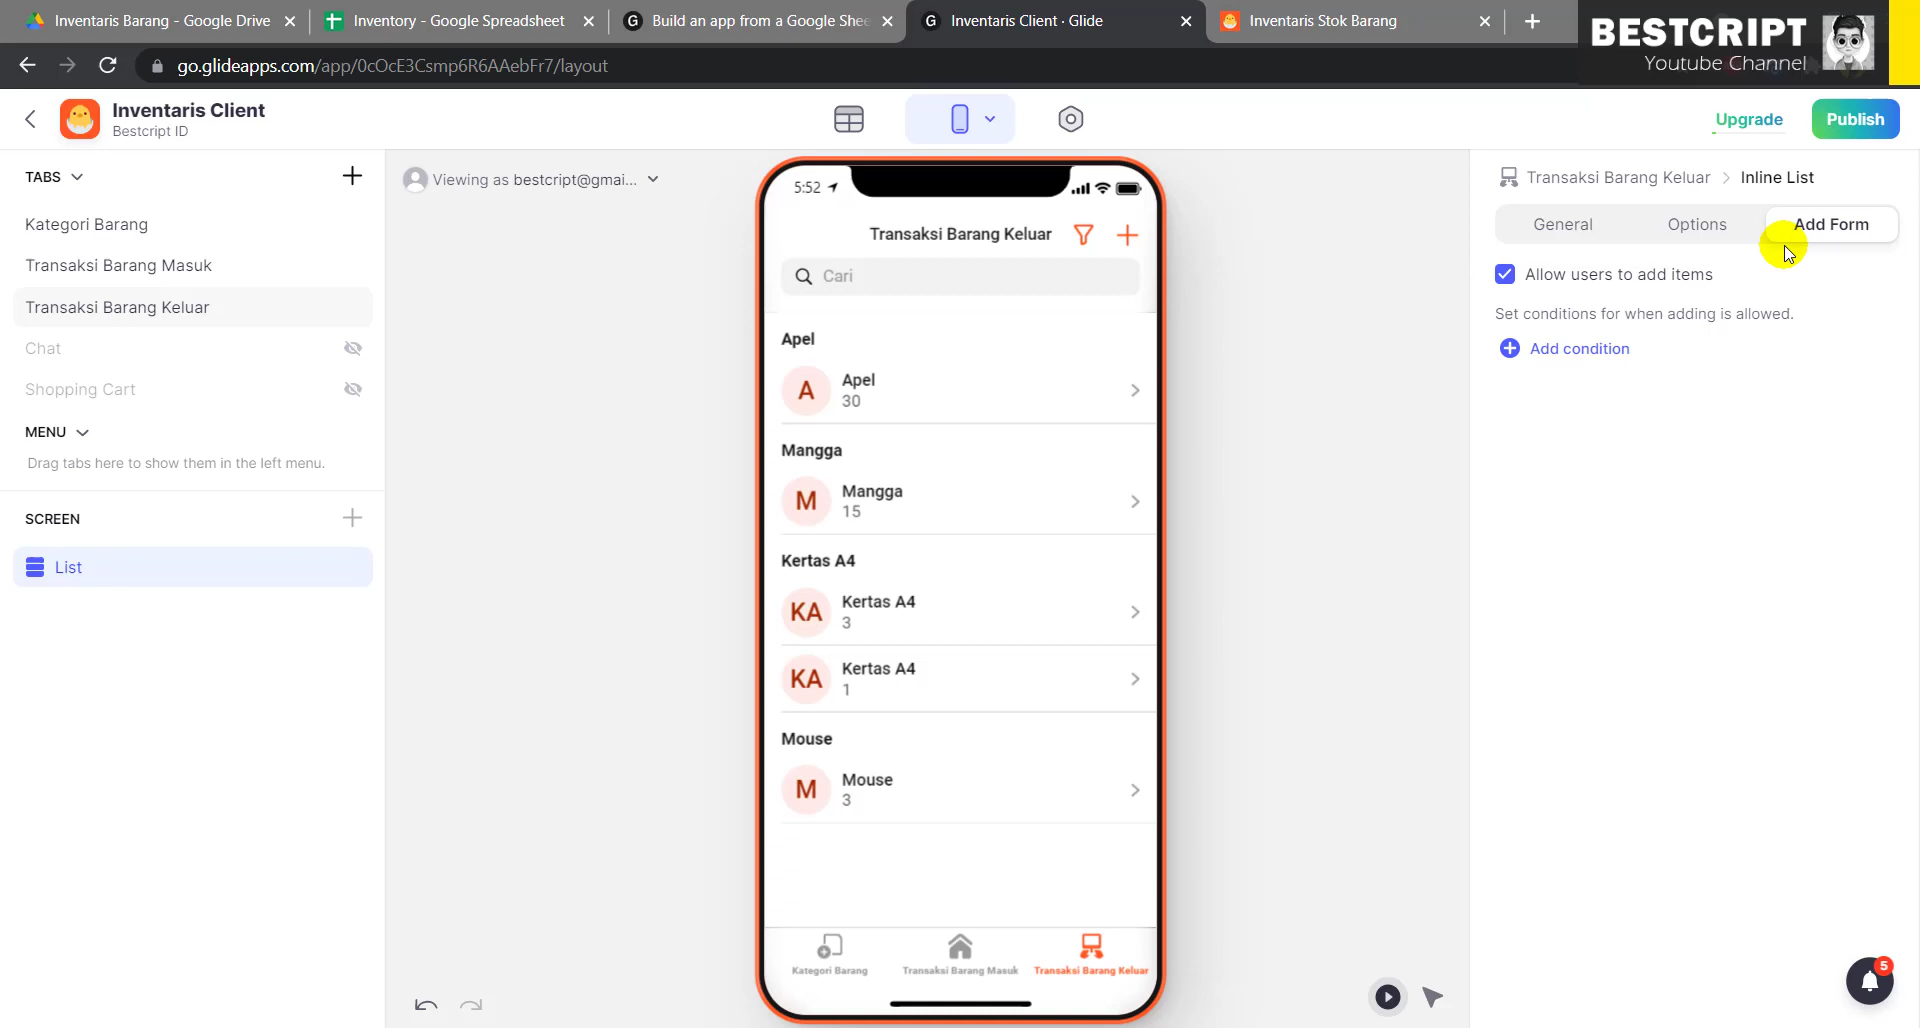 Inventaris Barang - Google Drive
Inventory - Google Spreadsheet
Build an app from a Google Shee
Inventaris Client · Glide
Inventaris Stok Barang
BESTCRIPT
Youtube Channel
go.glideapps.com/app/0cOcE3Csmp6R6AAebFr7/layout
Inventaris Client
Bestcript ID
Upgrade
Publish
TABS
Kategori Barang
Transaksi Barang Masuk
Transaksi Barang Keluar
Chat
Shopping Cart
MENU
Drag tabs here to show them in the left menu.
SCREEN
List
Viewing as bestcript@gmai...
5:52
Transaksi Barang Keluar
Cari
Apel
A
Apel
30
Mangga
M
Mangga
15
Kertas A4
KA
Kertas A4
3
KA
Kertas A4
1
Mouse
M
Mouse
3
Kategori Barang
Transaksi Barang Masuk
Transaksi Barang Keluar
Transaksi Barang Keluar > Inline List
General
Options
Add Form
Allow users to add items
Set conditions for when adding is allowed.
Add condition
5